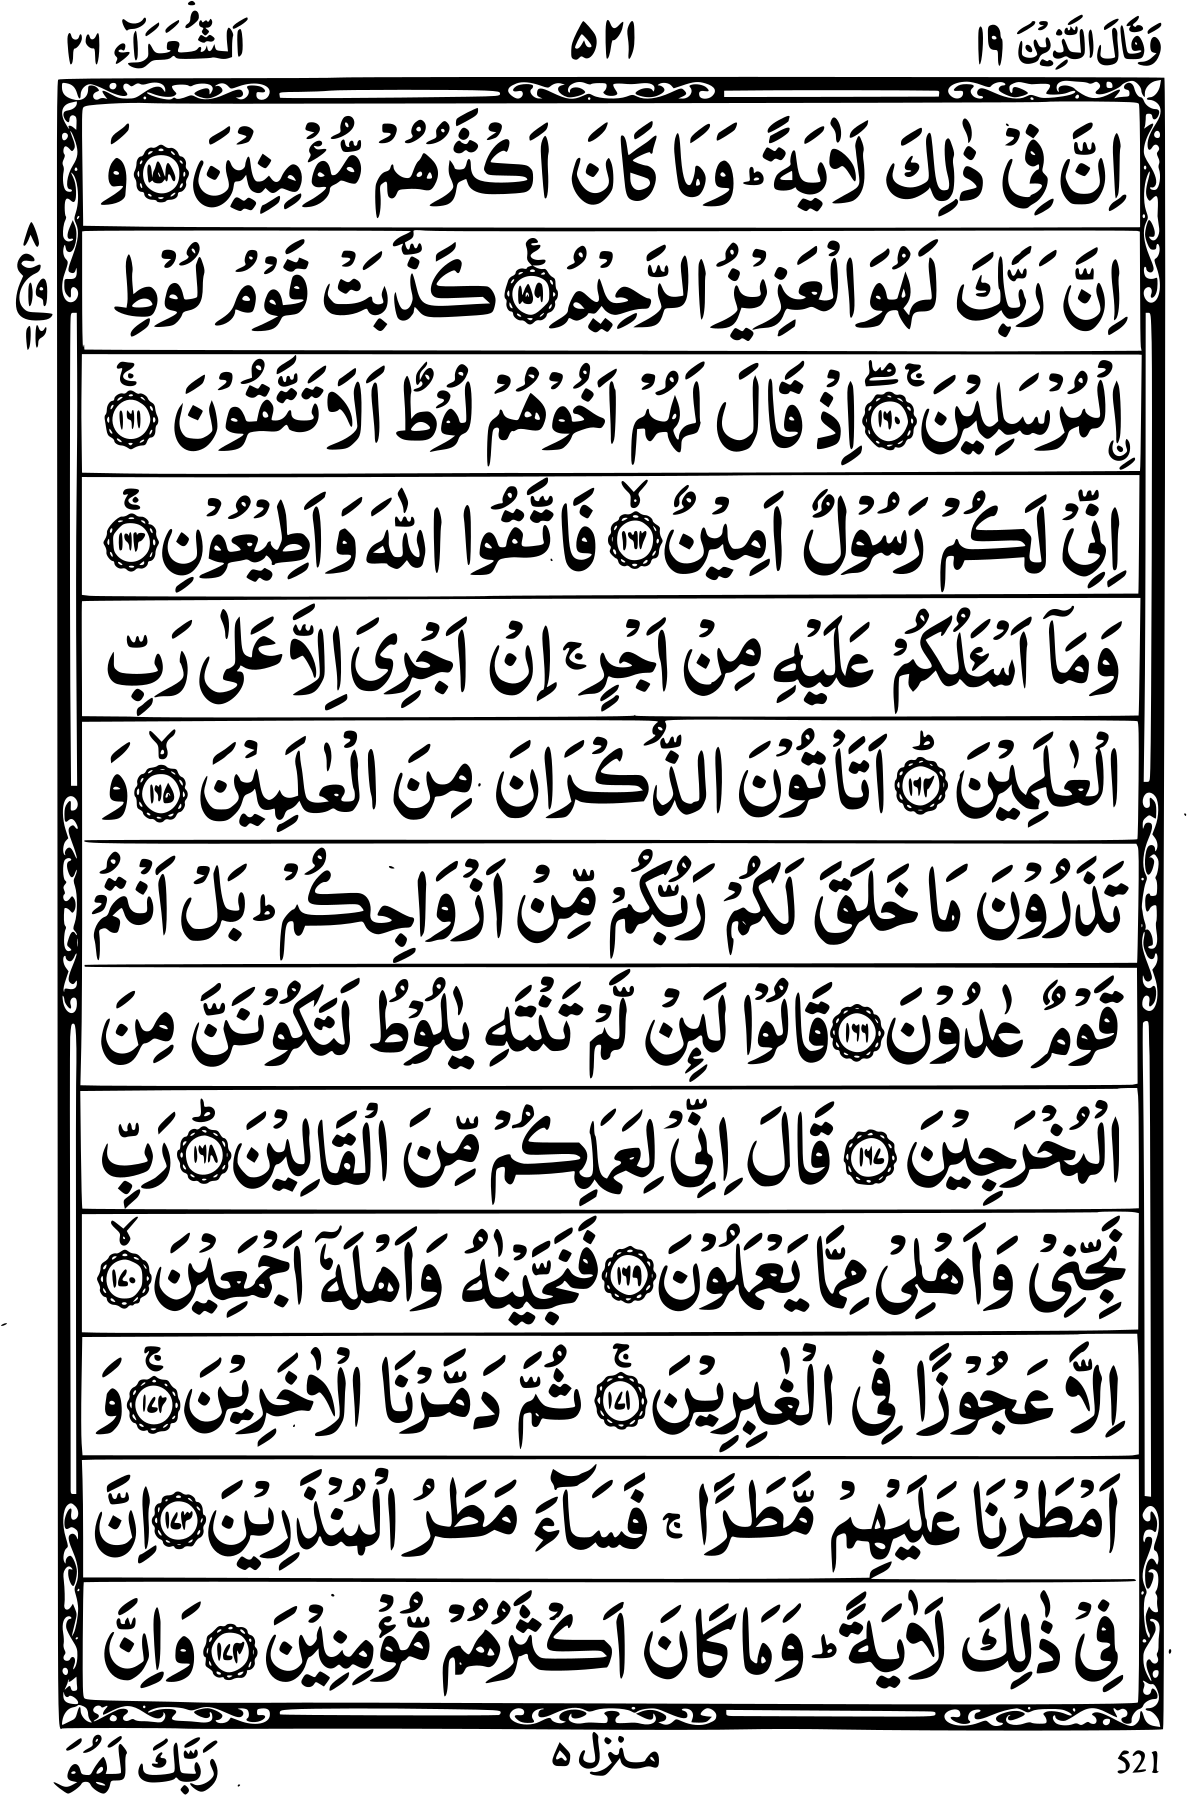 وَقَالَ الَّذِيْنَ ١٩ ٥٢١ اَلشُّعَرَآء ٢٦
اِنَّ فِيْ ذٰلِكَ لَاٰيَةً ؕ وَمَا كَانَ اَكْثَرُهُمْ مُّؤْمِنِيْنَ ١٥٨ وَ
اِنَّ رَبَّكَ لَهُوَ الْعَزِيْزُ الرَّحِيْمُ ١٥٩ ع كَذَّبَتْ قَوْمُ لُوْطِ
ۨالْمُرْسَلِيْنَ ١٦٠ ۖۚ اِذْ قَالَ لَهُمْ اَخُوْهُمْ لُوْطٌ اَلَا تَتَّقُوْنَ ١٦١ ۚ
اِنِّيْ لَكُمْ رَسُوْلٌ اَمِيْنٌ ١٦٢ ۙ فَاتَّقُوا اللّٰهَ وَاَطِيْعُوْنِ ١٦٣ ۚ
وَمَآ اَسْـَٔلُكُمْ عَلَيْهِ مِنْ اَجْرٍ ۚ اِنْ اَجْرِيَ اِلَّا عَلٰى رَبِّ
الْعٰلَمِيْنَ ١٦٤ ؕ اَتَاْتُوْنَ الذُّكْرَانَ مِنَ الْعٰلَمِيْنَ ١٦٥ ۙ وَ
تَذَرُوْنَ مَا خَلَقَ لَكُمْ رَبُّكُمْ مِّنْ اَزْوَاجِكُمْ ؕ بَلْ اَنْتُمْ
قَوْمٌ عٰدُوْنَ ١٦٦ قَالُوْا لَىِٕنْ لَّمْ تَنْتَهِ يٰلُوْطُ لَتَكُوْنَنَّ مِنَ
الْمُخْرَجِيْنَ ١٦٧ قَالَ اِنِّيْ لِعَمَلِكُمْ مِّنَ الْقَالِيْنَ ١٦٨ ؕ رَبِّ
نَجِّنِيْ وَاَهْلِيْ مِمَّا يَعْمَلُوْنَ ١٦٩ فَنَجَّيْنٰهُ وَاَهْلَهٗٓ اَجْمَعِيْنَ ١٧٠ ۙ
اِلَّا عَجُوْزًا فِي الْغٰبِرِيْنَ ١٧١ ۚ ثُمَّ دَمَّرْنَا الْاٰخَرِيْنَ ١٧٢ ۚ وَ
اَمْطَرْنَا عَلَيْهِمْ مَّطَرًا ۚ فَسَآءَ مَطَرُ الْمُنْذَرِيْنَ ١٧٣ اِنَّ
فِيْ ذٰلِكَ لَاٰيَةً ؕ وَمَا كَانَ اَكْثَرُهُمْ مُّؤْمِنِيْنَ ١٧٤ وَاِنَّ
٨
ع ١٩
١٢
521 منزل ٥ رَبَّكَ لَهُوَ